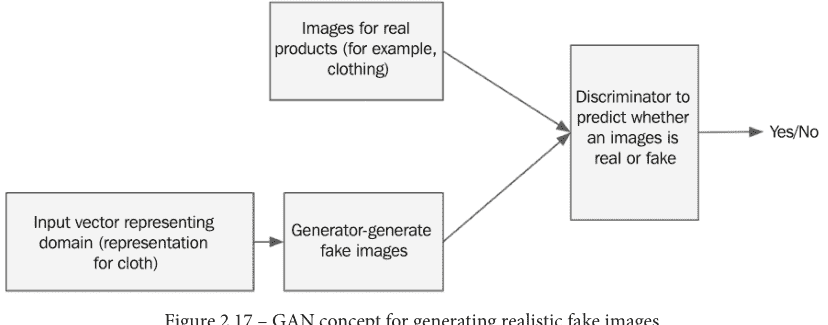 Images for real
products (for example,
clothing)
Discriminator to
predict whether
an images is
real or fake
Yes/No
Input vector representing
domain (representation
for cloth)
Generator-generate
fake images
Figure 2.17 – GAN concept for generating realistic fake images